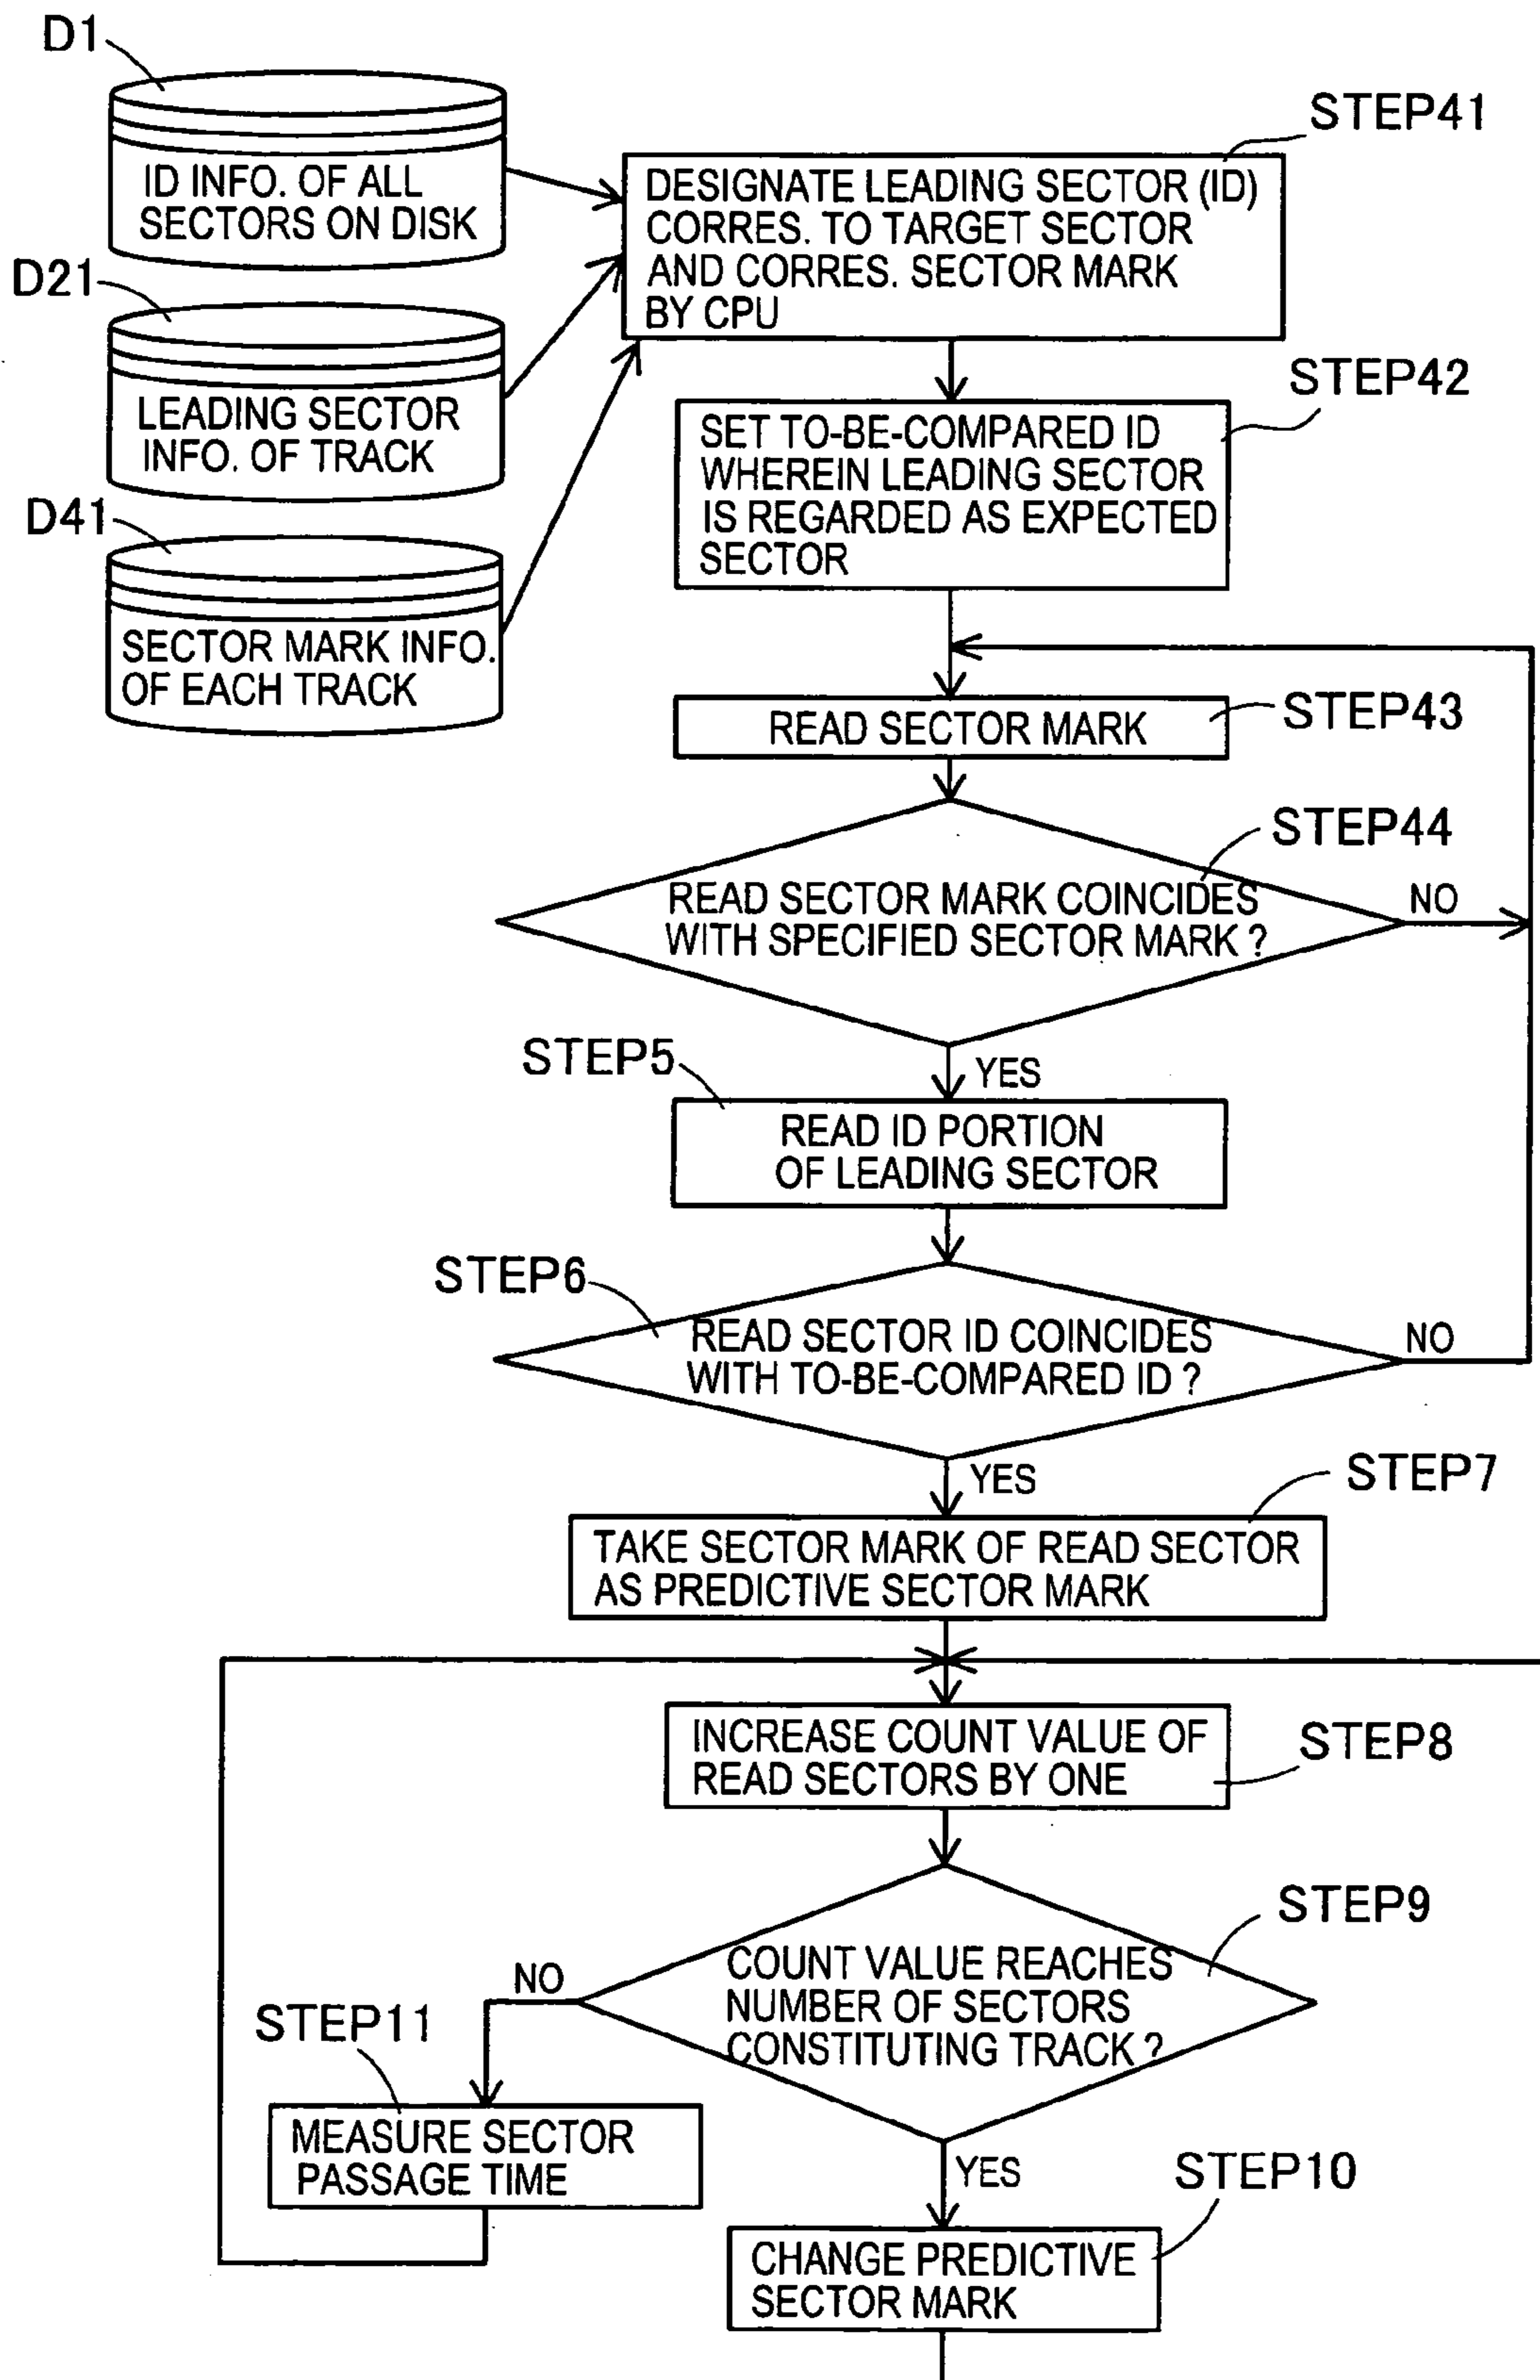 D1
ID INFO. OF ALL
SECTORS ON DISK
D21
LEADING SECTOR
INFO. OF TRACK
D41
SECTOR MARK INFO.
OF EACH TRACK
STEP41
DESIGNATE LEADING SECTOR (ID)
CORRES. TO TARGET SECTOR
AND CORRES. SECTOR MARK
BY CPU
STEP42
SET TO-BE-COMPARED ID
WHEREIN LEADING SECTOR
IS REGARDED AS EXPECTED
SECTOR
READ SECTOR MARK
STEP43
STEP44
READ SECTOR MARK COINCIDES
WITH SPECIFIED SECTOR MARK ?
NO
YES
STEP5
READ ID PORTION
OF LEADING SECTOR
STEP6
READ SECTOR ID COINCIDES
WITH TO-BE-COMPARED ID ?
NO
YES
STEP7
TAKE SECTOR MARK OF READ SECTOR
AS PREDICTIVE SECTOR MARK
INCREASE COUNT VALUE OF
READ SECTORS BY ONE
STEP8
STEP9
COUNT VALUE REACHES
NUMBER OF SECTORS
CONSTITUTING TRACK ?
NO
STEP11
MEASURE SECTOR
PASSAGE TIME
YES
STEP10
CHANGE PREDICTIVE
SECTOR MARK